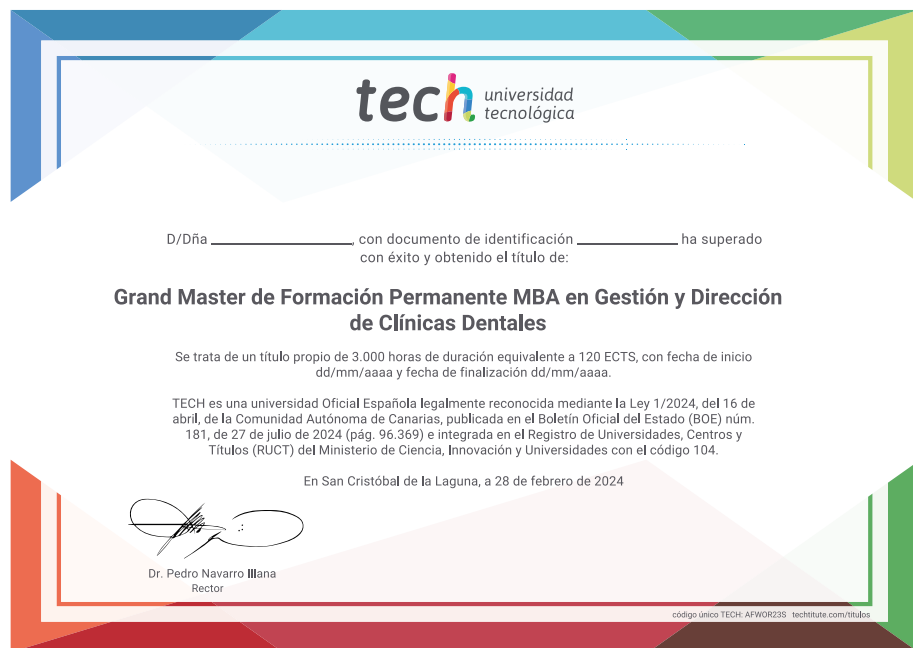 tech universidad
tecnológica
D/Dña ____________________, con documento de identificación ______________ ha superado
con éxito y obtenido el título de:
Grand Master de Formación Permanente MBA en Gestión y Dirección
de Clínicas Dentales
Se trata de un título propio de 3.000 horas de duración equivalente a 120 ECTS, con fecha de inicio
dd/mm/aaaa y fecha de finalización dd/mm/aaaa.
TECH es una universidad Oficial Española legalmente reconocida mediante la Ley 1/2024, del 16 de
abril, de la Comunidad Autónoma de Canarias, publicada en el Boletín Oficial del Estado (BOE) núm.
181, de 27 de julio de 2024 (pág. 96.369) e integrada en el Registro de Universidades, Centros y
Títulos (RUCT) del Ministerio de Ciencia, Innovación y Universidades con el código 104.
En San Cristóbal de la Laguna, a 28 de febrero de 2024
Dr. Pedro Navarro Illana
Rector
código único TECH: AFWOR23S techtitute.com/titulos